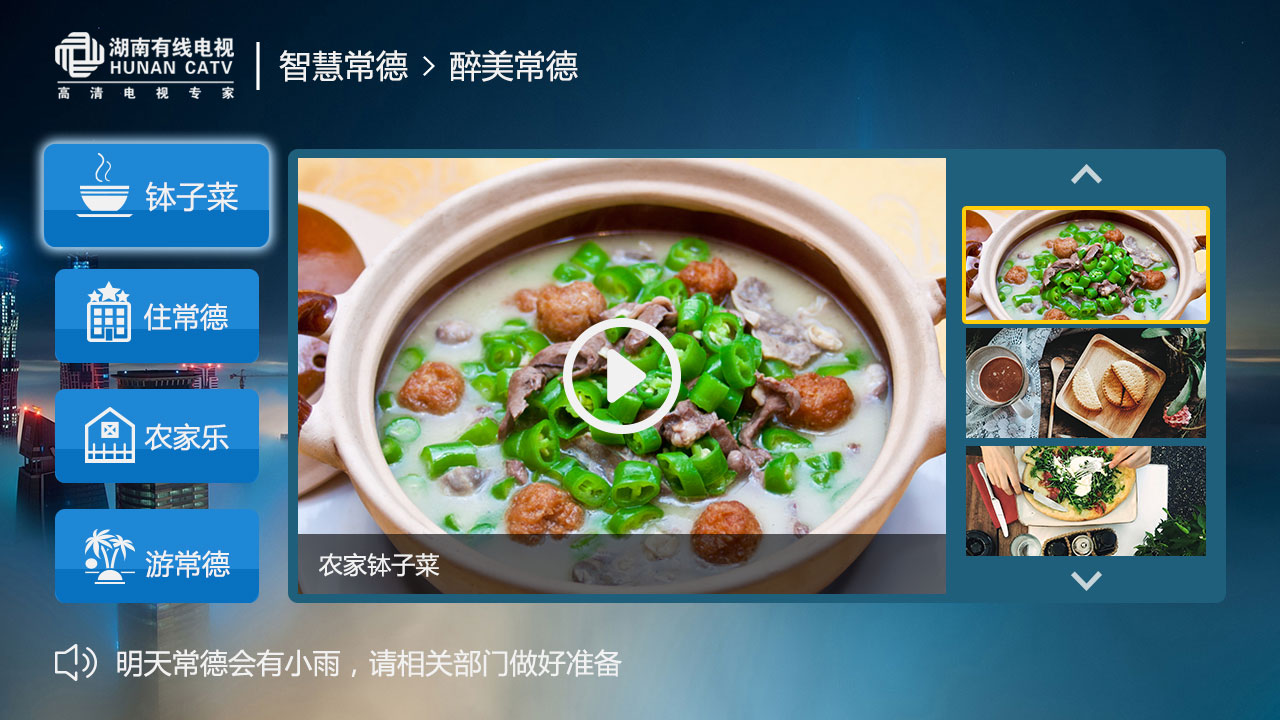 湖南有线电视
HUNAN CATV
高清电视专家
智慧常德 > 醉美常德
钵子菜
住常德
农家乐
游常德
农家钵子菜
明天常德会有小雨，请相关部门做好准备